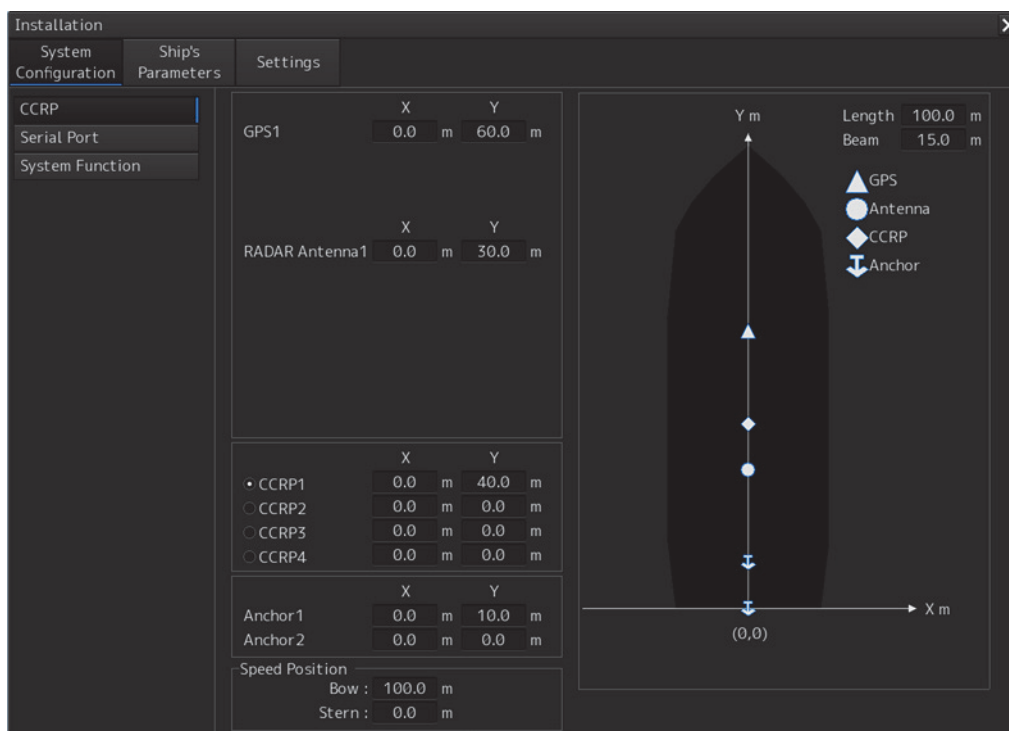 Installation
System Configuration
Ship's Parameters
Settings
CCRP
Serial Port
System Function
X Y
GPS1 0.0 m 60.0 m
X Y
RADAR Antenna1 0.0 m 30.0 m
X Y
CCRP1 0.0 m 40.0 m
CCRP2 0.0 m 0.0 m
CCRP3 0.0 m 0.0 m
CCRP4 0.0 m 0.0 m
X Y
Anchor1 0.0 m 10.0 m
Anchor2 0.0 m 0.0 m
Speed Position
Bow : 100.0 m
Stern : 0.0 m
Y m
Length 100.0 m
Beam 15.0 m
GPS
Antenna
CCRP
Anchor
X m
(0,0)